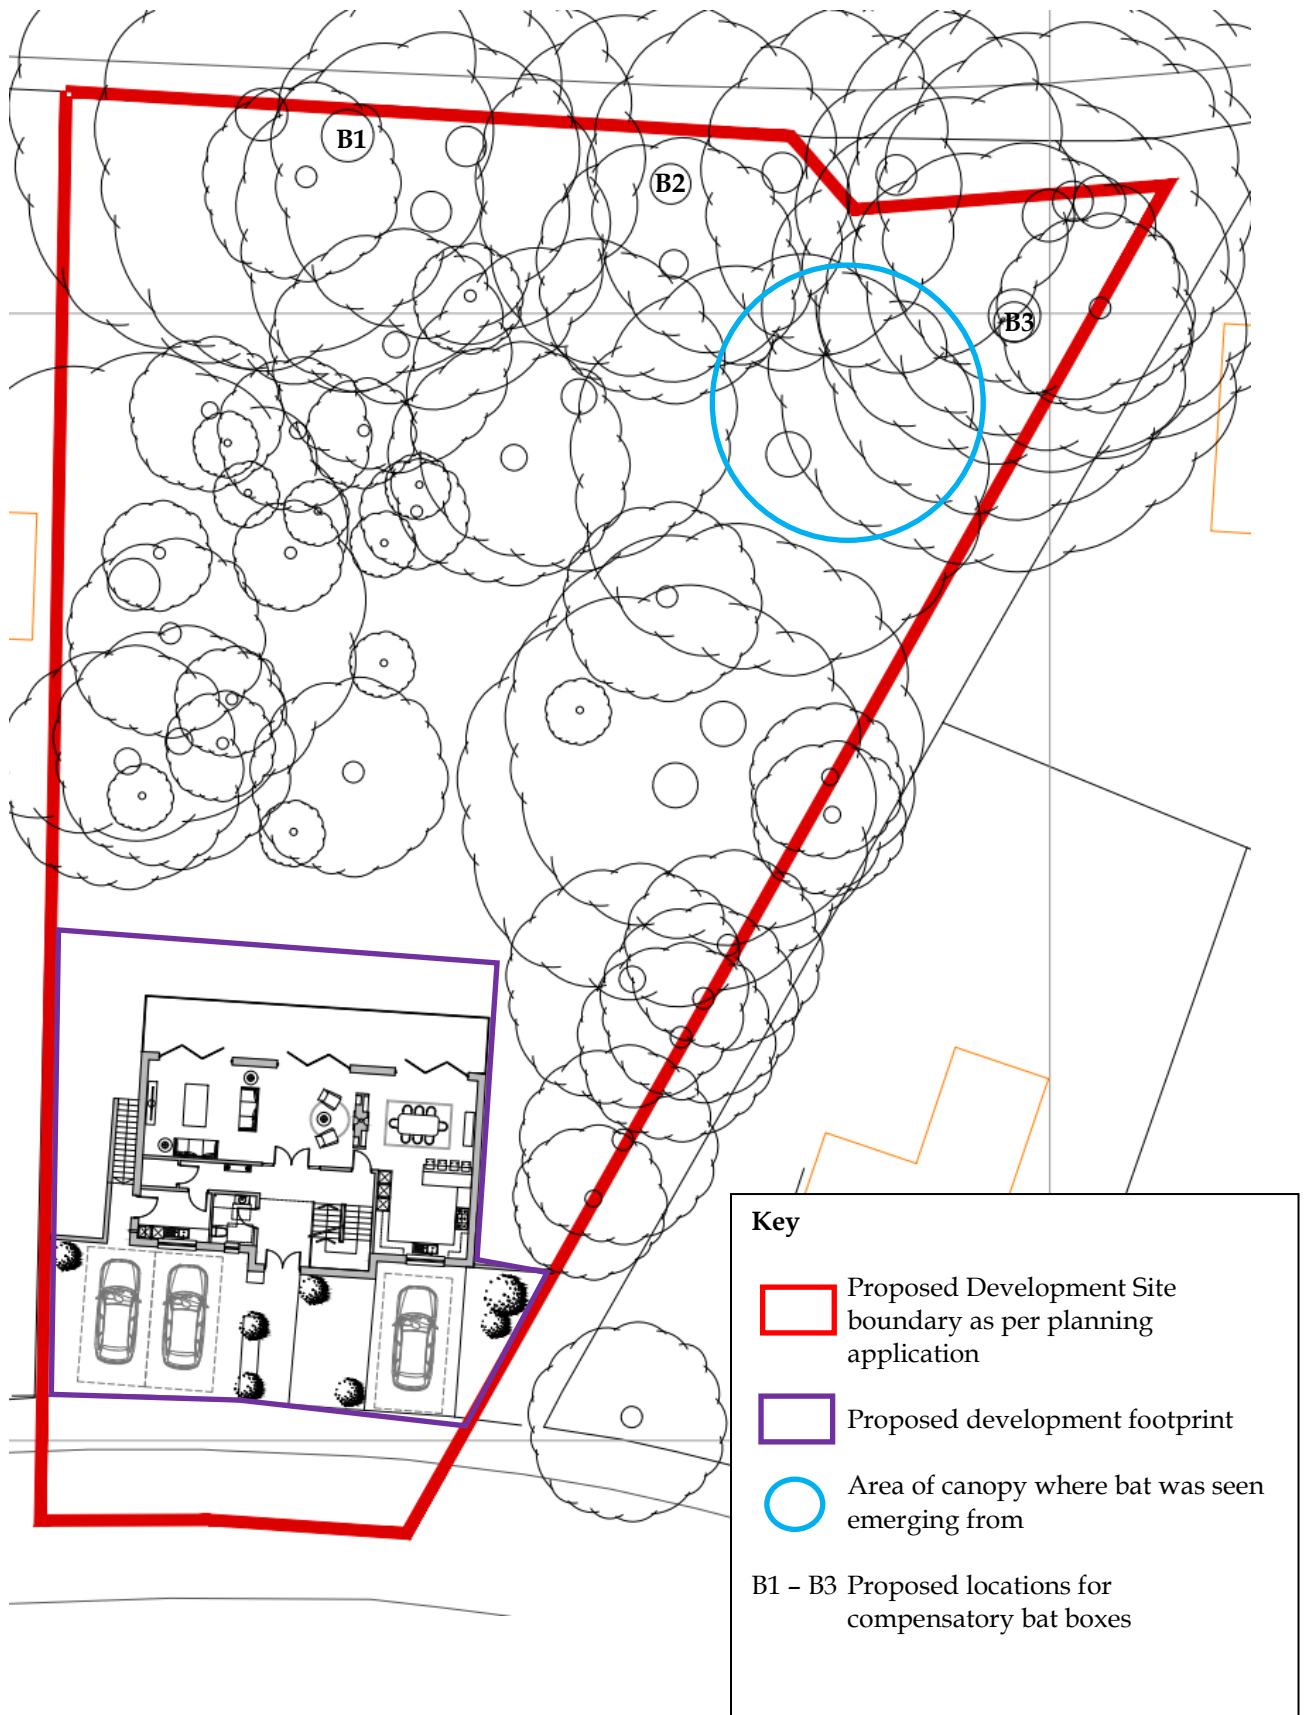 B1
B2
B3
Key
Proposed Development Site
boundary as per planning
application
Proposed development footprint
Area of canopy where bat was seen
emerging from
B1 – B3 Proposed locations for
compensatory bat boxes